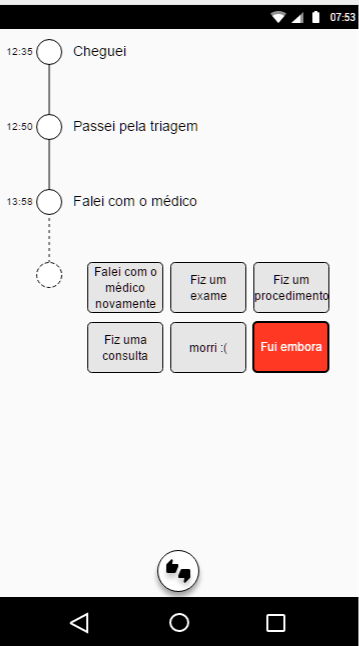 07:53
12:35 Cheguei
12:50 Passei pela triagem
13:58 Falei com o médico
Falei com o
médico
novamente
Fiz um
exame
Fiz um
procedimento
Fiz uma
consulta
morri :(
Fui embora